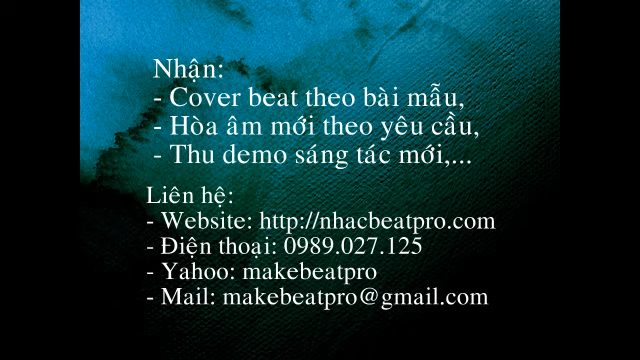 Nhận:
- Cover beat theo bài mẫu,
- Hòa âm mới theo yêu cầu,
- Thu demo sáng tác mới,...
Liên hệ:
- Website: http://nhacbeatpro.com
- Điện thoại: 0989.027.125
- Yahoo: makebeatpro
- Mail: makebeatpro@gmail.com